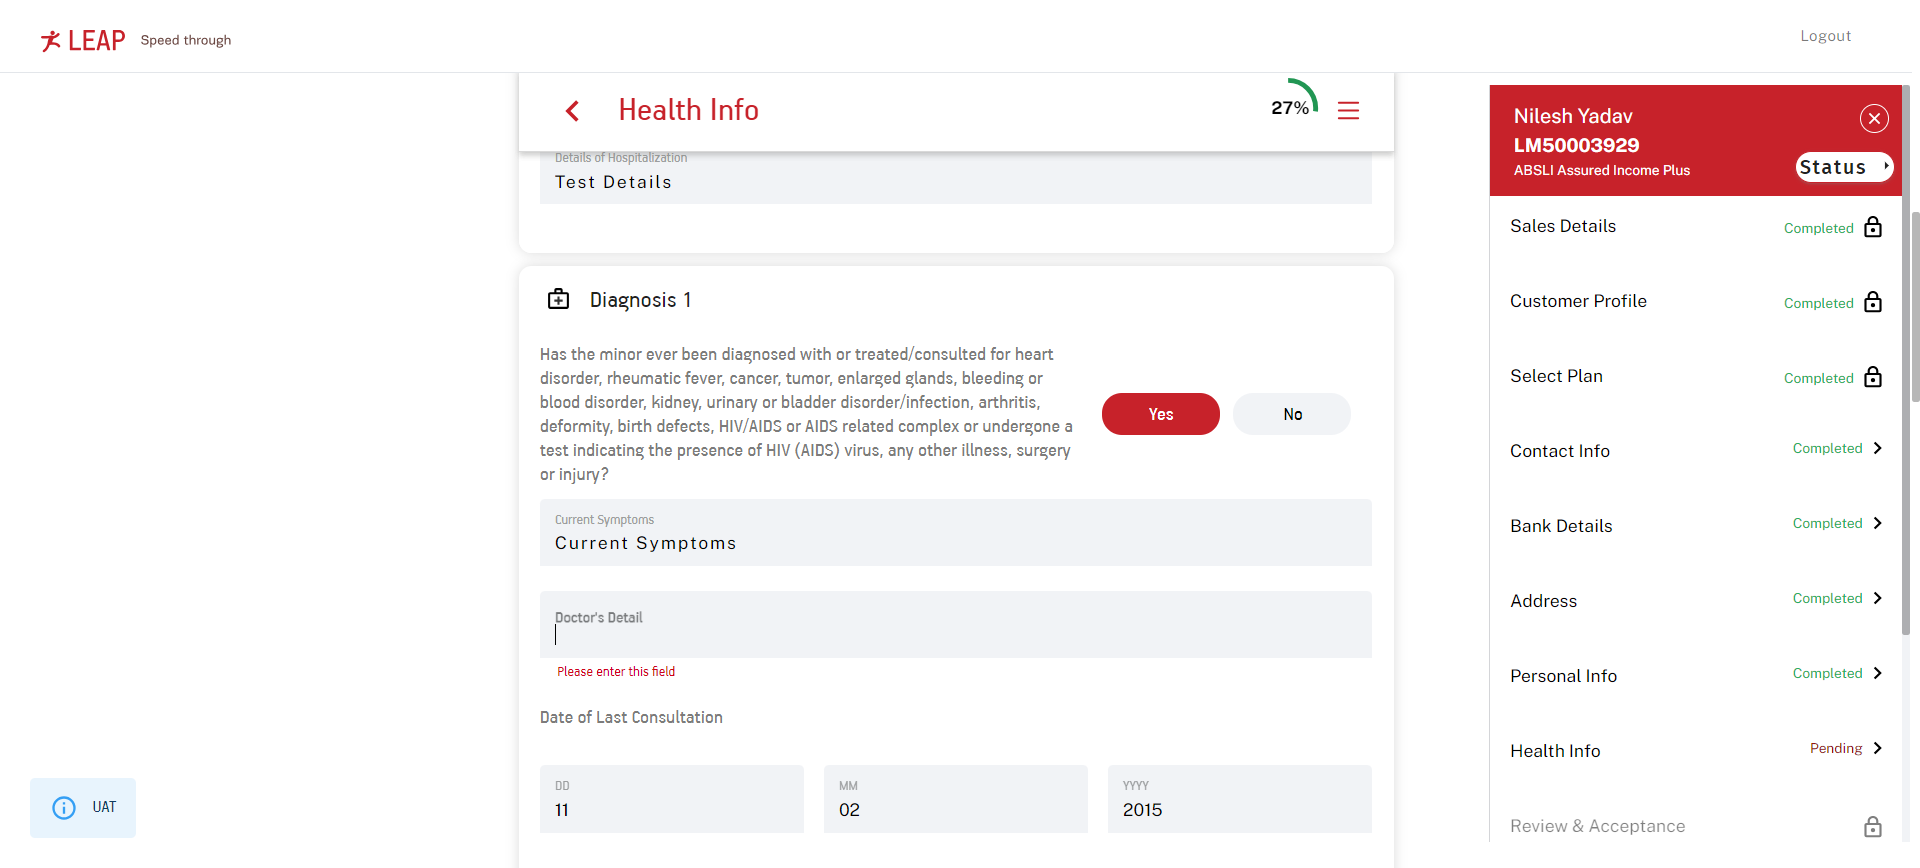 LEAP
Speed through
Logout
Health Info
27%
Details of Hospitalization
Test Details
Diagnosis 1
Has the minor ever been diagnosed with or treated/consulted for heart
disorder, rheumatic fever, cancer, tumor, enlarged glands, bleeding or
blood disorder, kidney, urinary or bladder disorder/infection, arthritis,
deformity, birth defects, HIV/AIDS or AIDS related complex or undergone a
test indicating the presence of HIV (AIDS) virus, any other illness, surgery
or injury?
Yes
No
Current Symptoms
Current Symptoms
Doctor's Detail
Please enter this field
Date of Last Consultation
DD
11
MM
02
YYYY
2015
UAT
Nilesh Yadav
LM50003929
ABSLI Assured Income Plus
Status
Sales Details
Completed
Customer Profile
Completed
Select Plan
Completed
Contact Info
Completed
Bank Details
Completed
Address
Completed
Personal Info
Completed
Health Info
Pending
Review & Acceptance